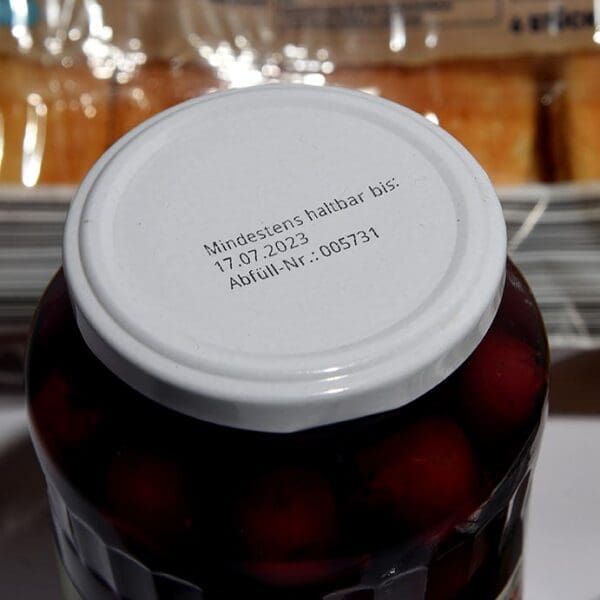 Mindestens haltbar bis:
17.07.2023
Abfüll-Nr.:005731